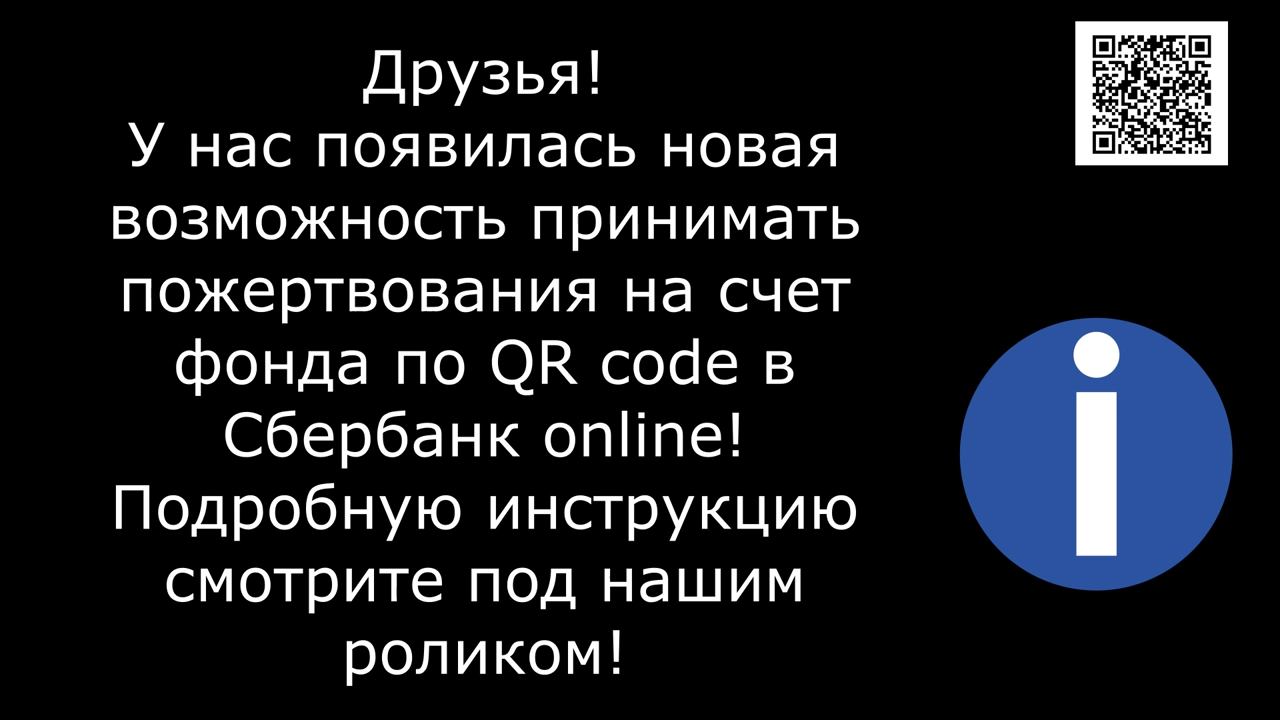 Друзья!
У нас появилась новая
возможность принимать
пожертвования на счет
фонда по QR code в
Сбербанк online!
Подробную инструкцию
смотрите под нашим
роликом!